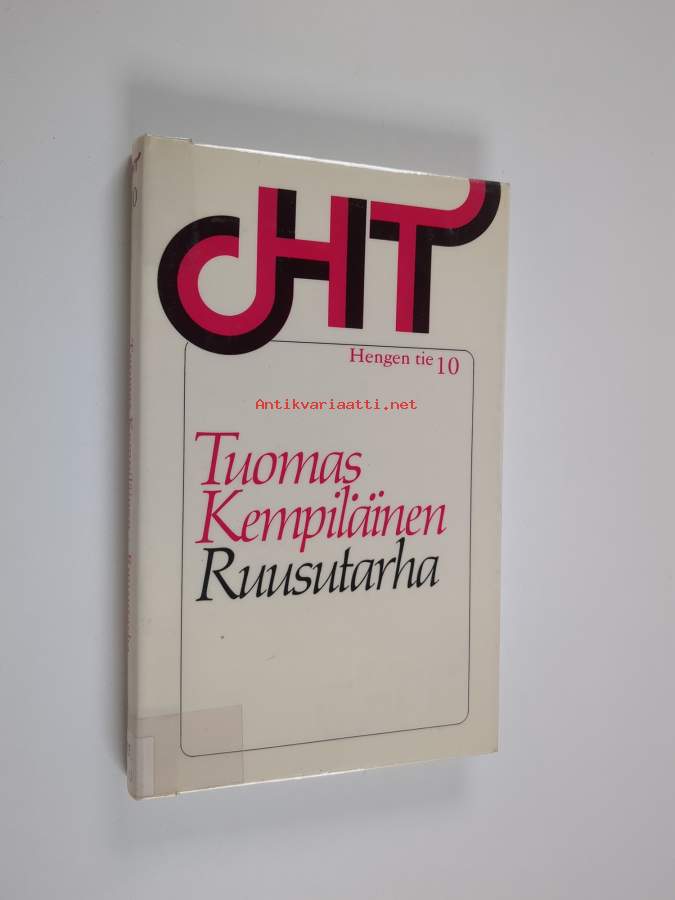 HT
Hengen tie 10
Antikvariaatti.net
Tuomas
Kempiläinen
Ruusutarha